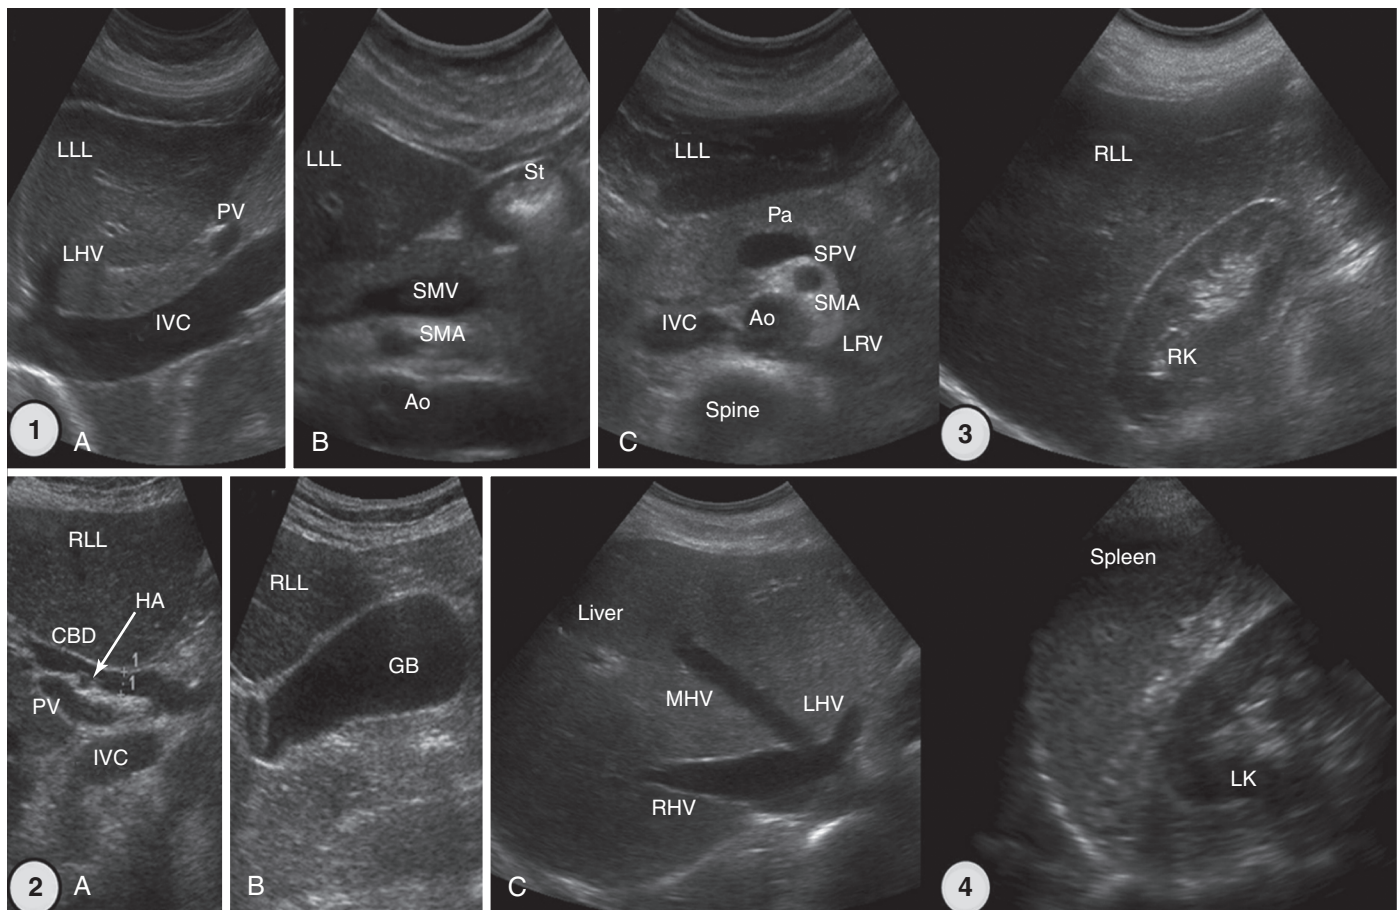 LLL
PV
LHV
IVC
1
A
LLL
St
SMV
SMA
Ao
B
LLL
Pa
SPV
SMA
IVC
Ao
LRV
Spine
C
RLL
RK
3
RLL
HA
CBD
1
1
PV
IVC
2
A
RLL
GB
B
Liver
MHV
LHV
RHV
C
Spleen
LK
4